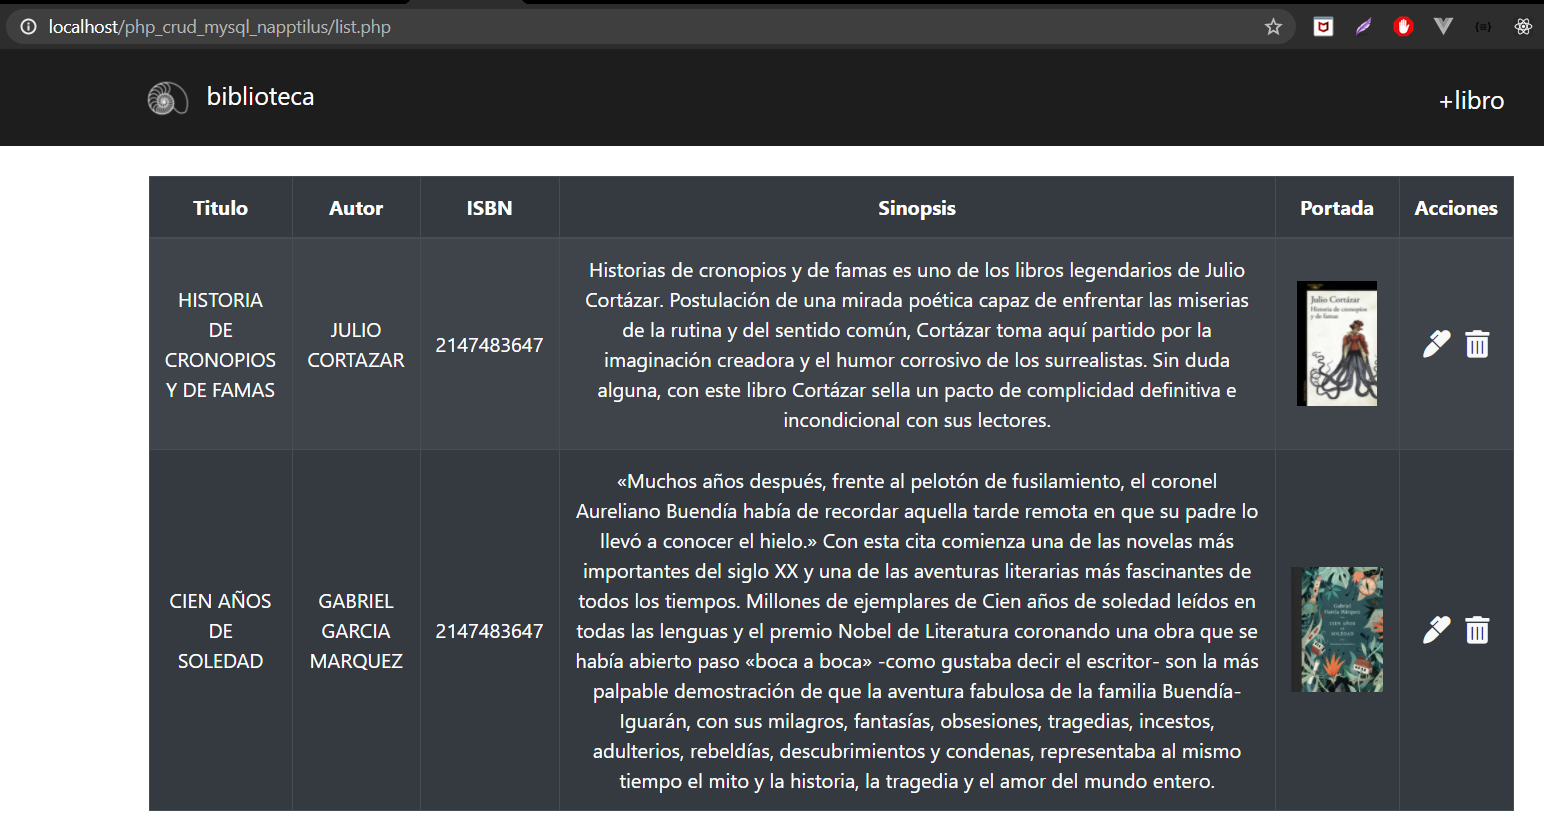 localhost/php_crud_mysql_napptilus/list.php
biblioteca
+libro
Titulo Autor ISBN Sinopsis Portada Acciones
HISTORIA
DE
CRONOPIOS
Y DE FAMAS
JULIO
CORTAZAR
2147483647
Historias de cronopios y de famas es uno de los libros legendarios de Julio
Cortázar. Postulación de una mirada poética capaz de enfrentar las miserias
de la rutina y del sentido común, Cortázar toma aquí partido por la
imaginación creadora y el humor corrosivo de los surrealistas. Sin duda
alguna, con este libro Cortázar sella un pacto de complicidad definitiva e
incondicional con sus lectores.
Julio Cortázar
Historia de cronopios
y de famas
CIEN AÑOS
DE
SOLEDAD
GABRIEL
GARCIA
MARQUEZ
2147483647
«Muchos años después, frente al pelotón de fusilamiento, el coronel
Aureliano Buendía había de recordar aquella tarde remota en que su padre lo
llevó a conocer el hielo.» Con esta cita comienza una de las novelas más
importantes del siglo XX y una de las aventuras literarias más fascinantes de
todos los tiempos. Millones de ejemplares de Cien años de soledad leídos en
todas las lenguas y el premio Nobel de Literatura coronando una obra que se
había abierto paso «boca a boca» -como gustaba decir el escritor- son la más
palpable demostración de que la aventura fabulosa de la familia Buendía-
Iguarán, con sus milagros, fantasías, obsesiones, tragedias, incestos,
adulterios, rebeldías, descubrimientos y condenas, representaba al mismo
tiempo el mito y la historia, la tragedia y el amor del mundo entero.
Gabriel
García Márquez
CIEN AÑOS
DE
SOLEDAD